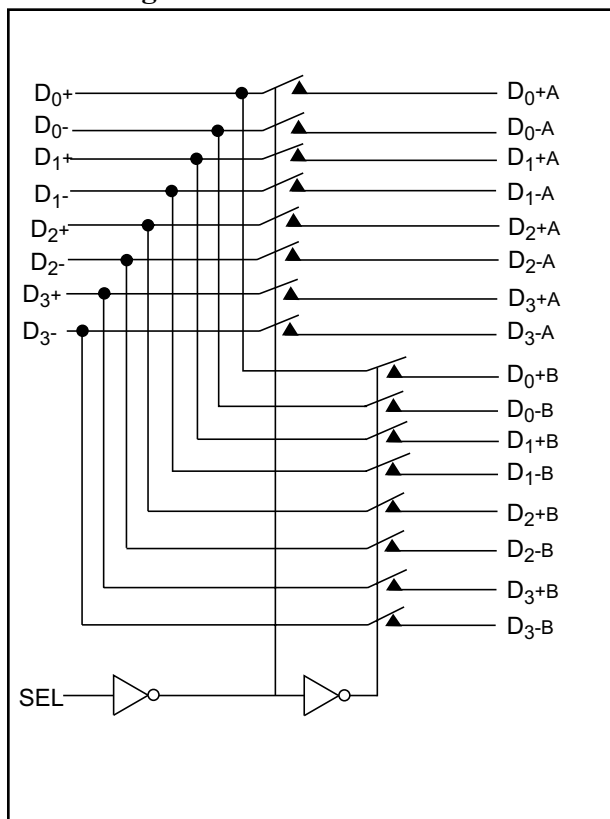 D0+
D0-
D1+
D1-
D2+
D2-
D3+
D3-
D0+A
D0-A
D1+A
D1-A
D2+A
D2-A
D3+A
D3-A
D0+B
D0-B
D1+B
D1-B
D2+B
D2-B
D3+B
D3-B
SEL